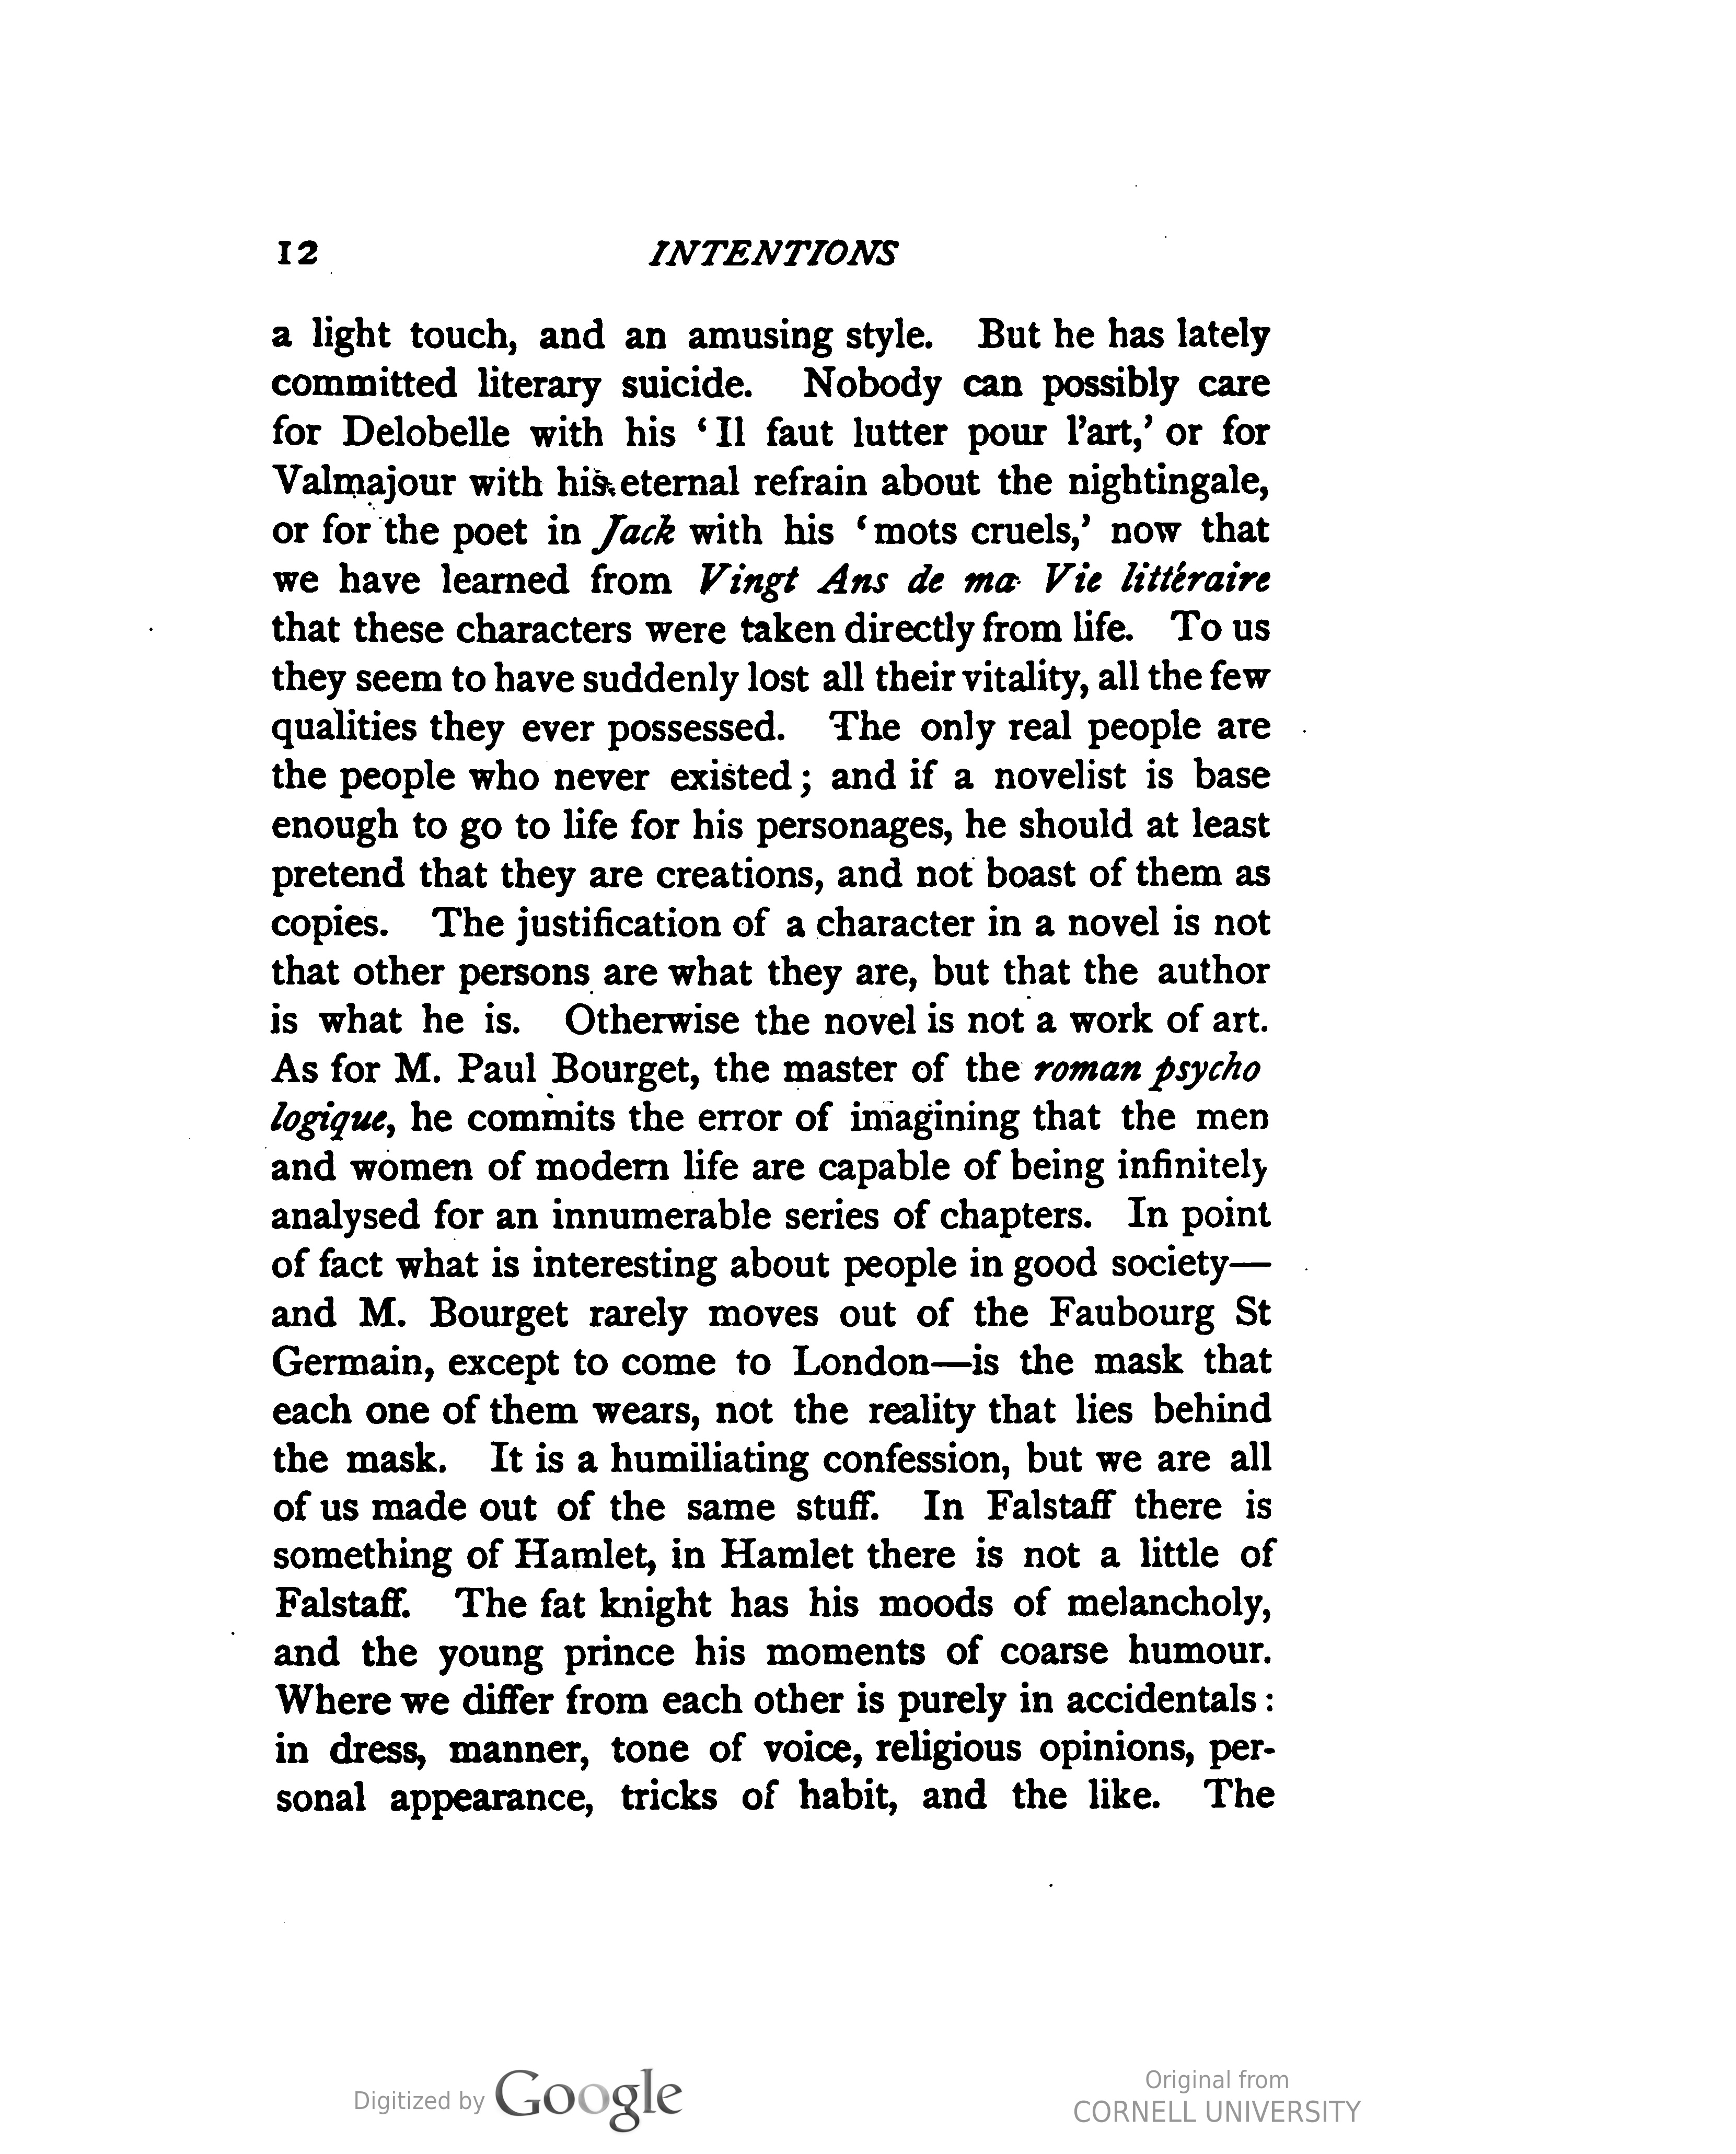 12 INTENTIONS
a light touch, and an amusing style. But he has lately
committed literary suicide. Nobody can possibly care
for Delobelle with his ‘Il faut lutter pour l’art,’ or for
Valmajour with his eternal refrain about the nightingale,
or for the poet in Jack with his ‘mots cruels,’ now that
we have learned from Vingt Ans de ma Vie littéraire
that these characters were taken directly from life. To us
they seem to have suddenly lost all their vitality, all the few
qualities they ever possessed. The only real people are
the people who never existed; and if a novelist is base
enough to go to life for his personages, he should at least
pretend that they are creations, and not boast of them as
copies. The justification of a character in a novel is not
that other persons are what they are, but that the author
is what he is. Otherwise the novel is not a work of art.
As for M. Paul Bourget, the master of the roman psycho
logique, he commits the error of imagining that the men
and women of modern life are capable of being infinitely
analysed for an innumerable series of chapters. In point
of fact what is interesting about people in good society—
and M. Bourget rarely moves out of the Faubourg St
Germain, except to come to London—is the mask that
each one of them wears, not the reality that lies behind
the mask. It is a humiliating confession, but we are all
of us made out of the same stuff. In Falstaff there is
something of Hamlet, in Hamlet there is not a little of
Falstaff. The fat knight has his moods of melancholy,
and the young prince his moments of coarse humour.
Where we differ from each other is purely in accidentals:
in dress, manner, tone of voice, religious opinions, per-
sonal appearance, tricks of habit, and the like. The
Digitized by Google
Original from
CORNELL UNIVERSITY